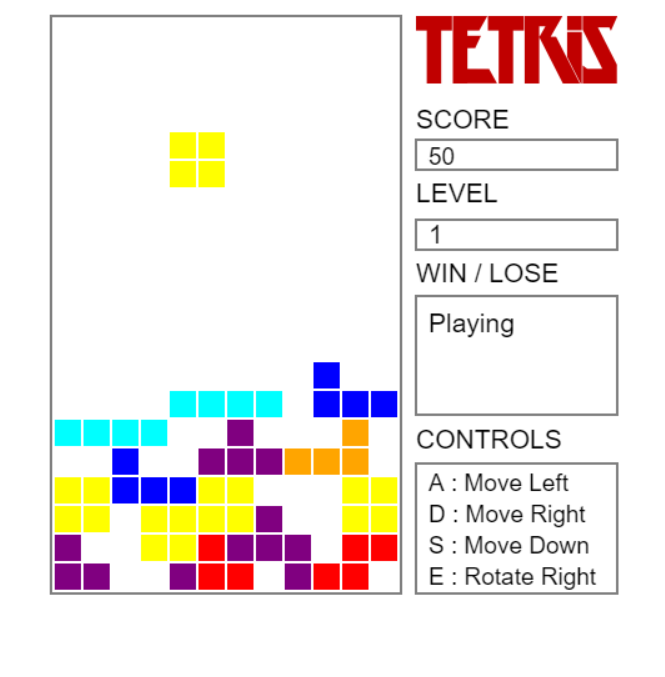 TETRiS
SCORE
50
LEVEL
1
WIN / LOSE
Playing
CONTROLS
A : Move Left
D : Move Right
S : Move Down
E : Rotate Right